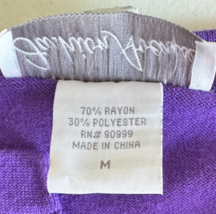 70% RAYON
30% POLYESTER
RN# 90999
MADE IN CHINA
M